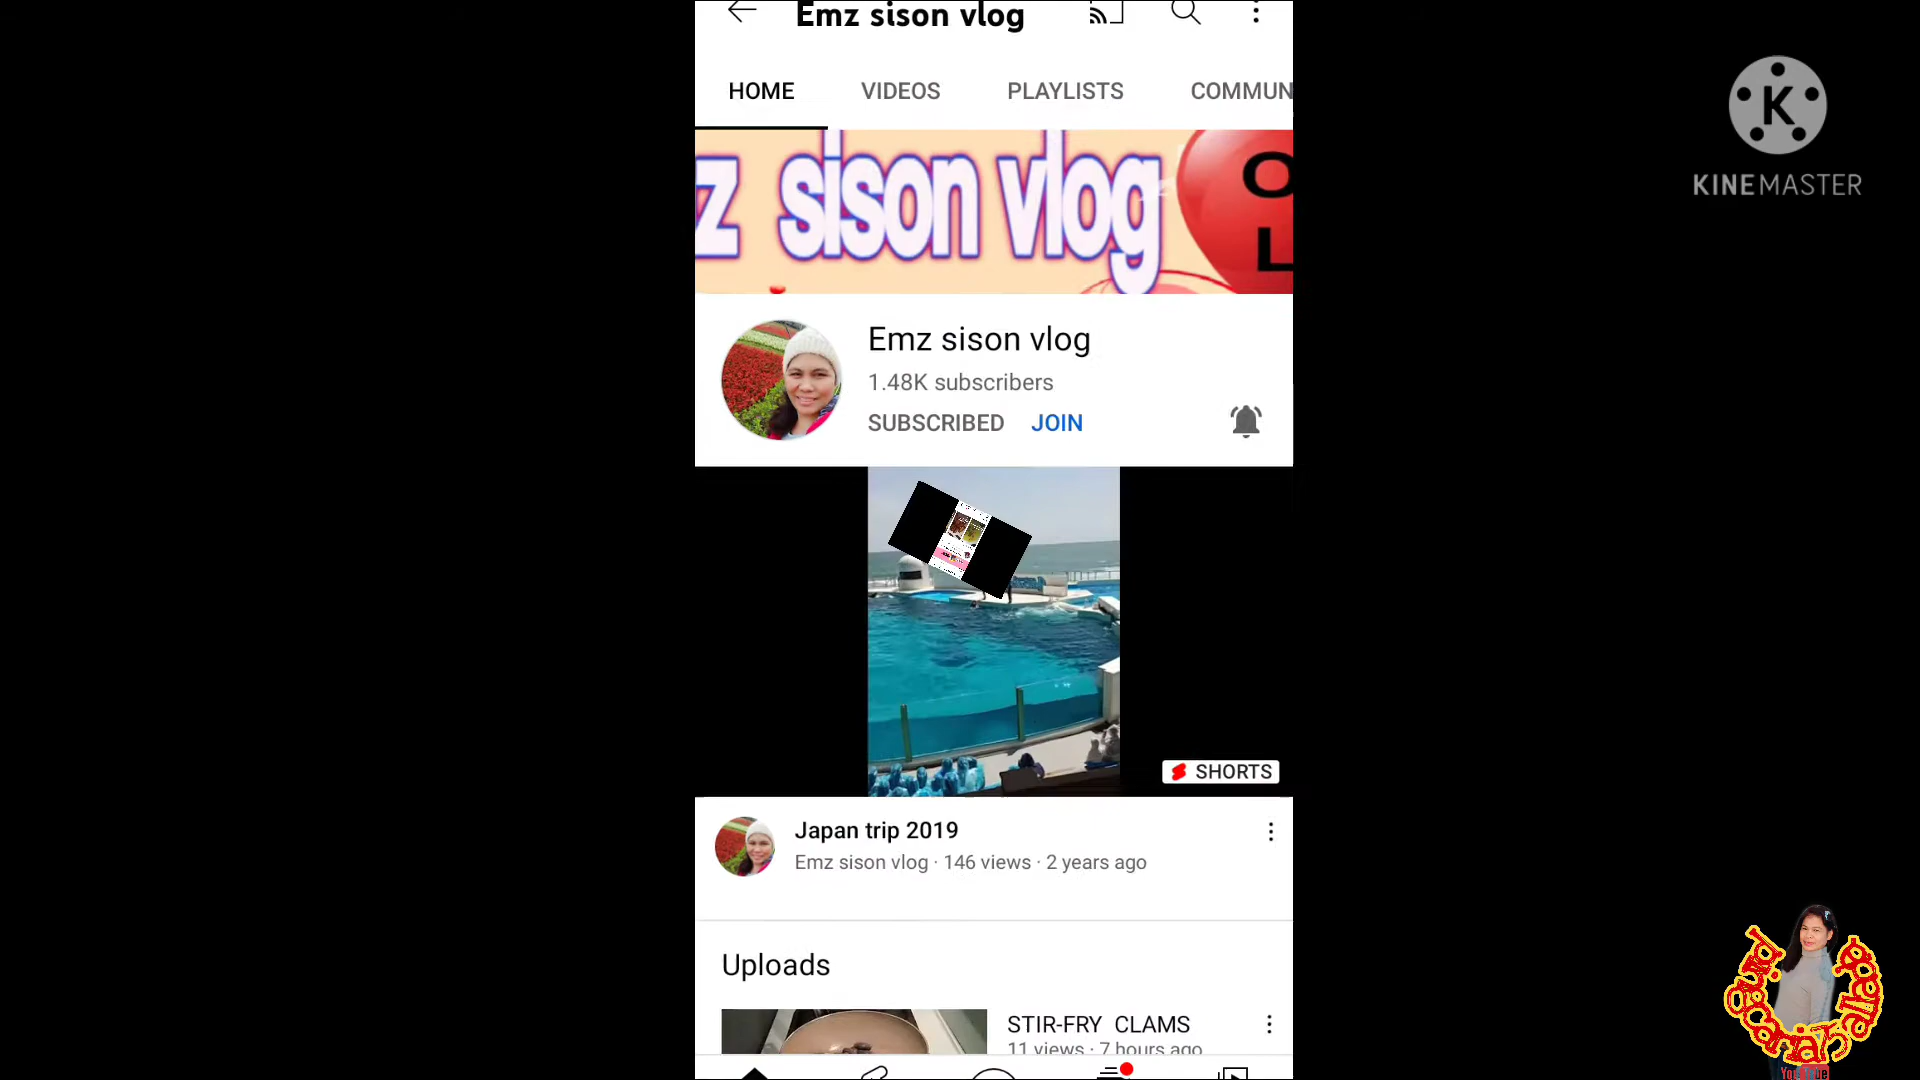 Emz sison vlog
HOME VIDEOS PLAYLISTS COMMUN
z sison vlog
Emz sison vlog
1.48K subscribers
SUBSCRIBED JOIN
SHORTS
Japan trip 2019
Emz sison vlog · 146 views · 2 years ago
Uploads
STIR-FRY CLAMS
11 views · 7 hours ago
K
KINEMASTER
YouTube